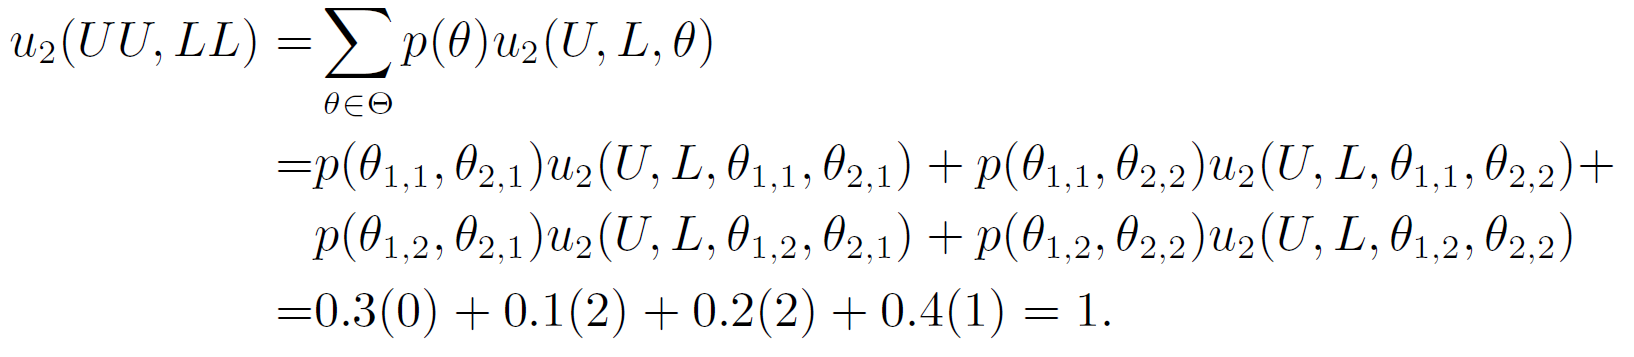 u₂(UU, LL) = ∑_{θ∈Θ} p(θ)u₂(U, L, θ)
=p(θ₁,₁, θ₂,₁)u₂(U, L, θ₁,₁, θ₂,₁) + p(θ₁,₁, θ₂,₂)u₂(U, L, θ₁,₁, θ₂,₂)+
p(θ₁,₂, θ₂,₁)u₂(U, L, θ₁,₂, θ₂,₁) + p(θ₁,₂, θ₂,₂)u₂(U, L, θ₁,₂, θ₂,₂)
=0.3(0) + 0.1(2) + 0.2(2) + 0.4(1) = 1.